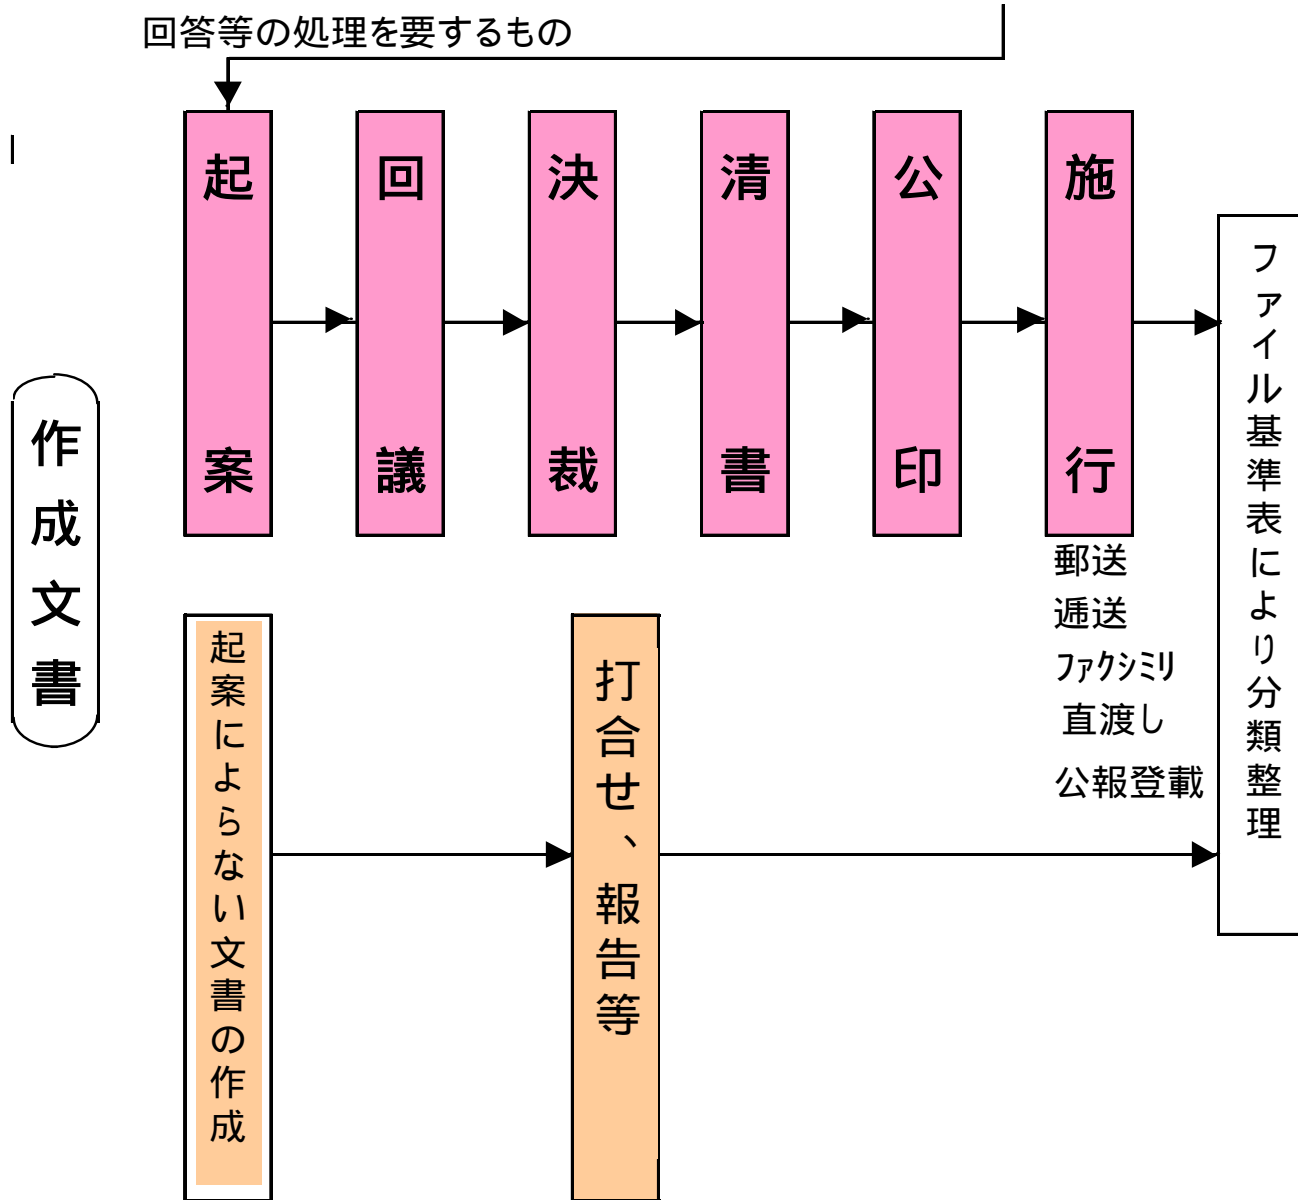 回答等の処理を要するもの
起案
回議
決裁
清書
公印
施行
作成文書
郵送
逓送
ファクシミリ
直渡し
公報登載
起案によらない文書の作成
打合せ、報告等
ファイル基準表により分類整理